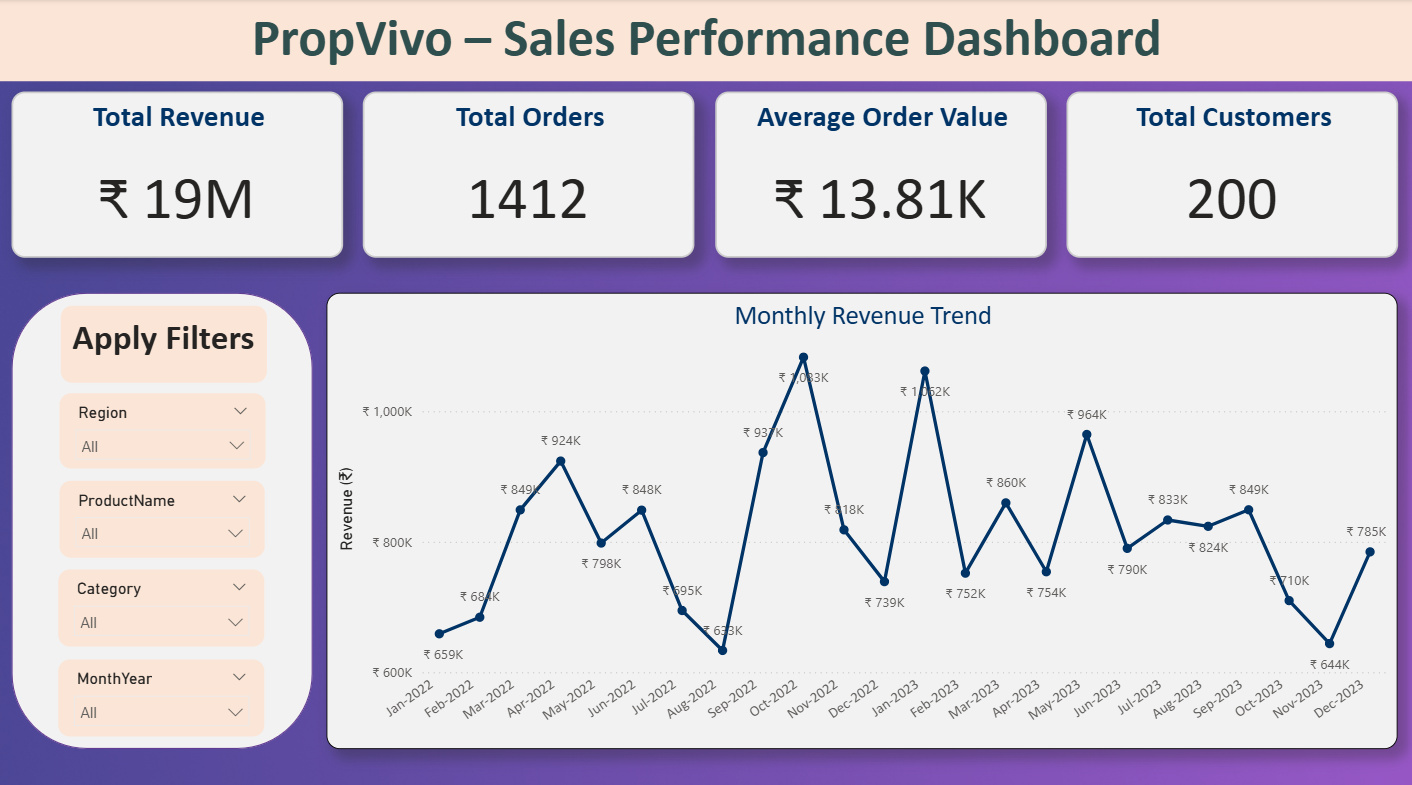 PropVivo – Sales Performance Dashboard
Total Revenue
₹ 19M
Total Orders
1412
Average Order Value
₹ 13.81K
Total Customers
200
Apply Filters
Region
All
ProductName
All
Category
All
MonthYear
All
Monthly Revenue Trend
Revenue (₹)
₹ 1,000K
₹ 800K
₹ 600K
₹ 659K
₹ 684K
₹ 849K
₹ 924K
₹ 798K
₹ 848K
₹ 695K
₹ 633K
₹ 937K
₹ 1,083K
₹ 818K
₹ 739K
₹ 1,062K
₹ 752K
₹ 860K
₹ 754K
₹ 964K
₹ 790K
₹ 833K
₹ 824K
₹ 849K
₹ 710K
₹ 644K
₹ 785K
Jan-2022
Feb-2022
Mar-2022
Apr-2022
May-2022
Jun-2022
Jul-2022
Aug-2022
Sep-2022
Oct-2022
Nov-2022
Dec-2022
Jan-2023
Feb-2023
Mar-2023
Apr-2023
May-2023
Jun-2023
Jul-2023
Aug-2023
Sep-2023
Oct-2023
Nov-2023
Dec-2023